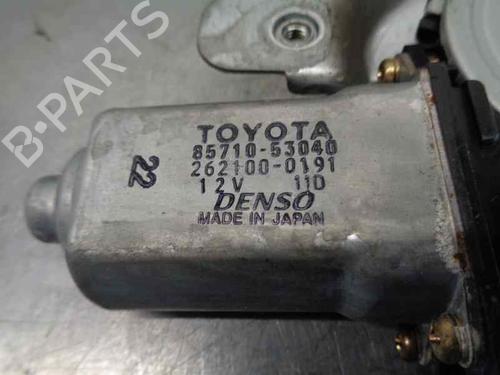 TOYOTA
85710-53040
262100-0191
12V 11D
DENSO
MADE IN JAPAN
22
B-PARTS